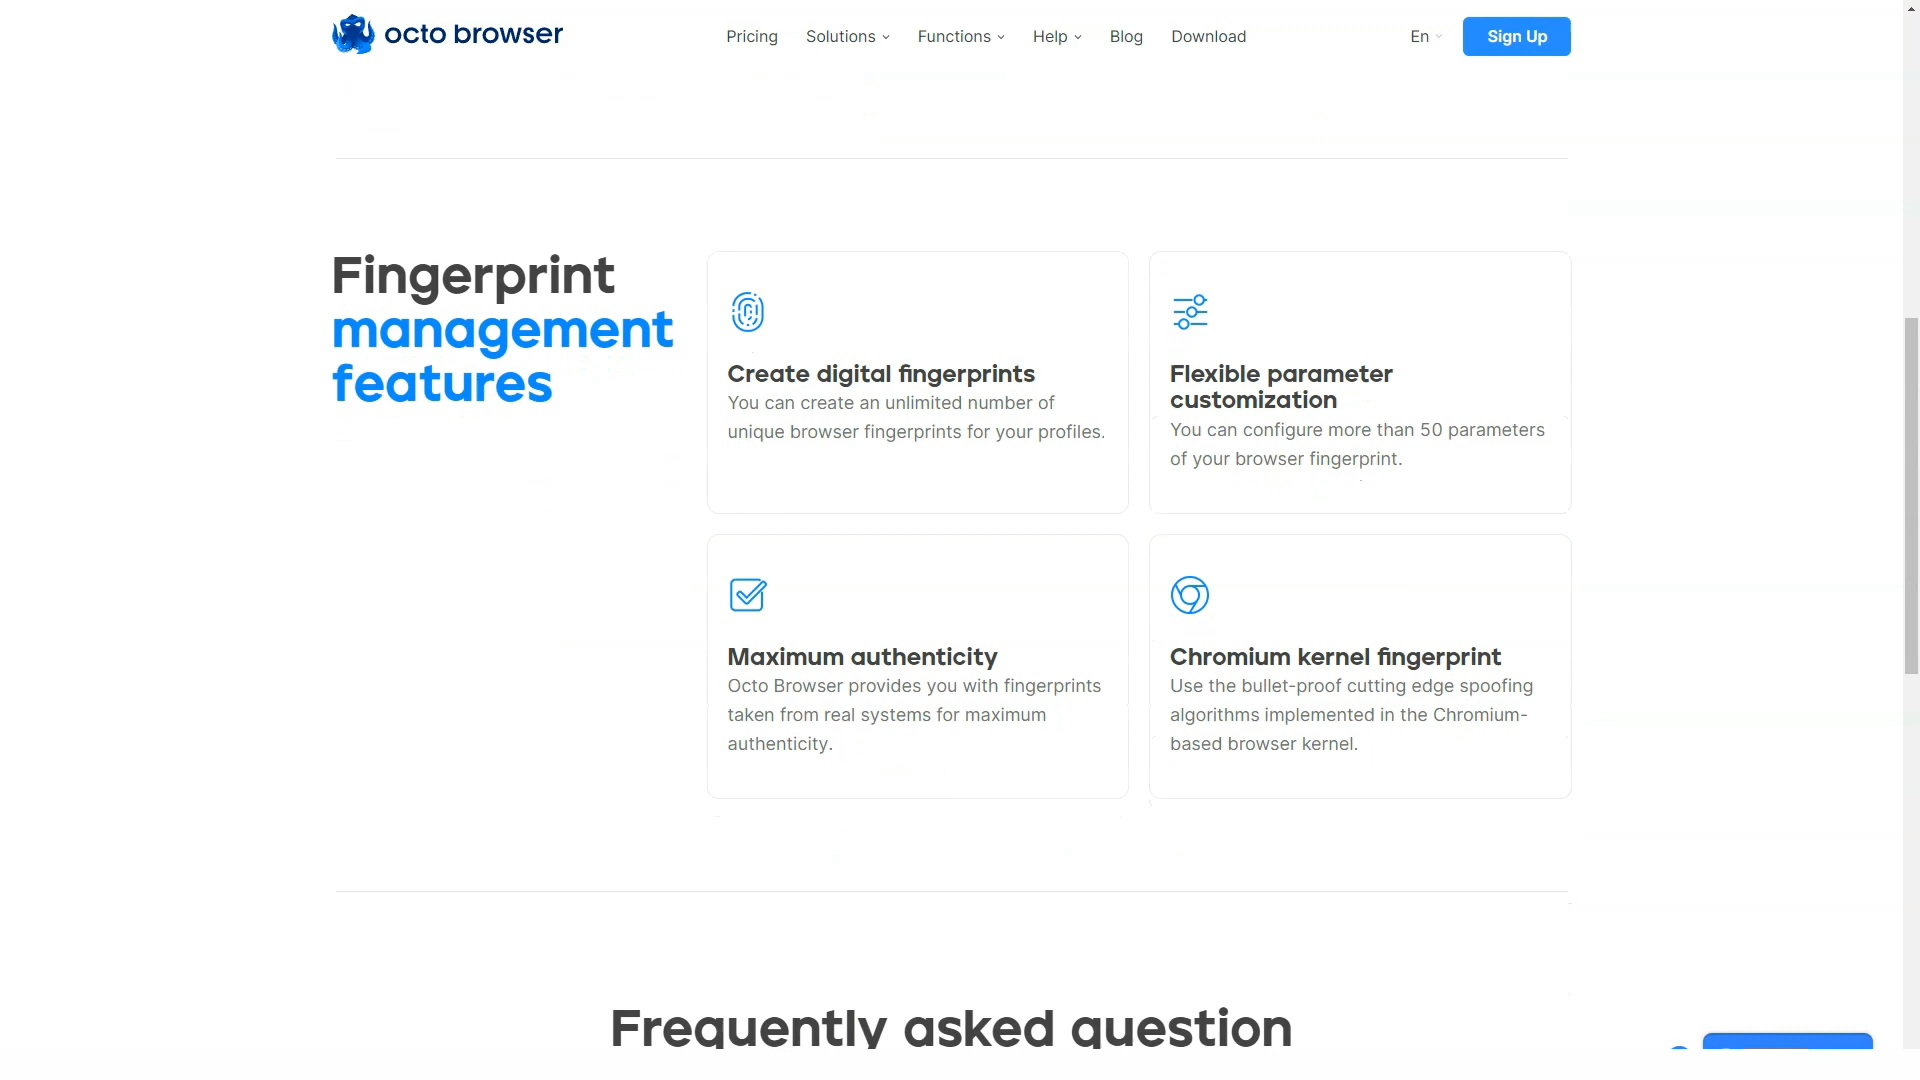 octo browser
Pricing
Solutions
Functions
Help
Blog
Download
En
Sign Up
Fingerprint
management
features
Create digital fingerprints
You can create an unlimited number of
unique browser fingerprints for your profiles.
Flexible parameter
customization
You can configure more than 50 parameters
of your browser fingerprint.
Maximum authenticity
Octo Browser provides you with fingerprints
taken from real systems for maximum
authenticity.
Chromium kernel fingerprint
Use the bullet-proof cutting edge spoofing
algorithms implemented in the Chromium-
based browser kernel.
Frequently asked question